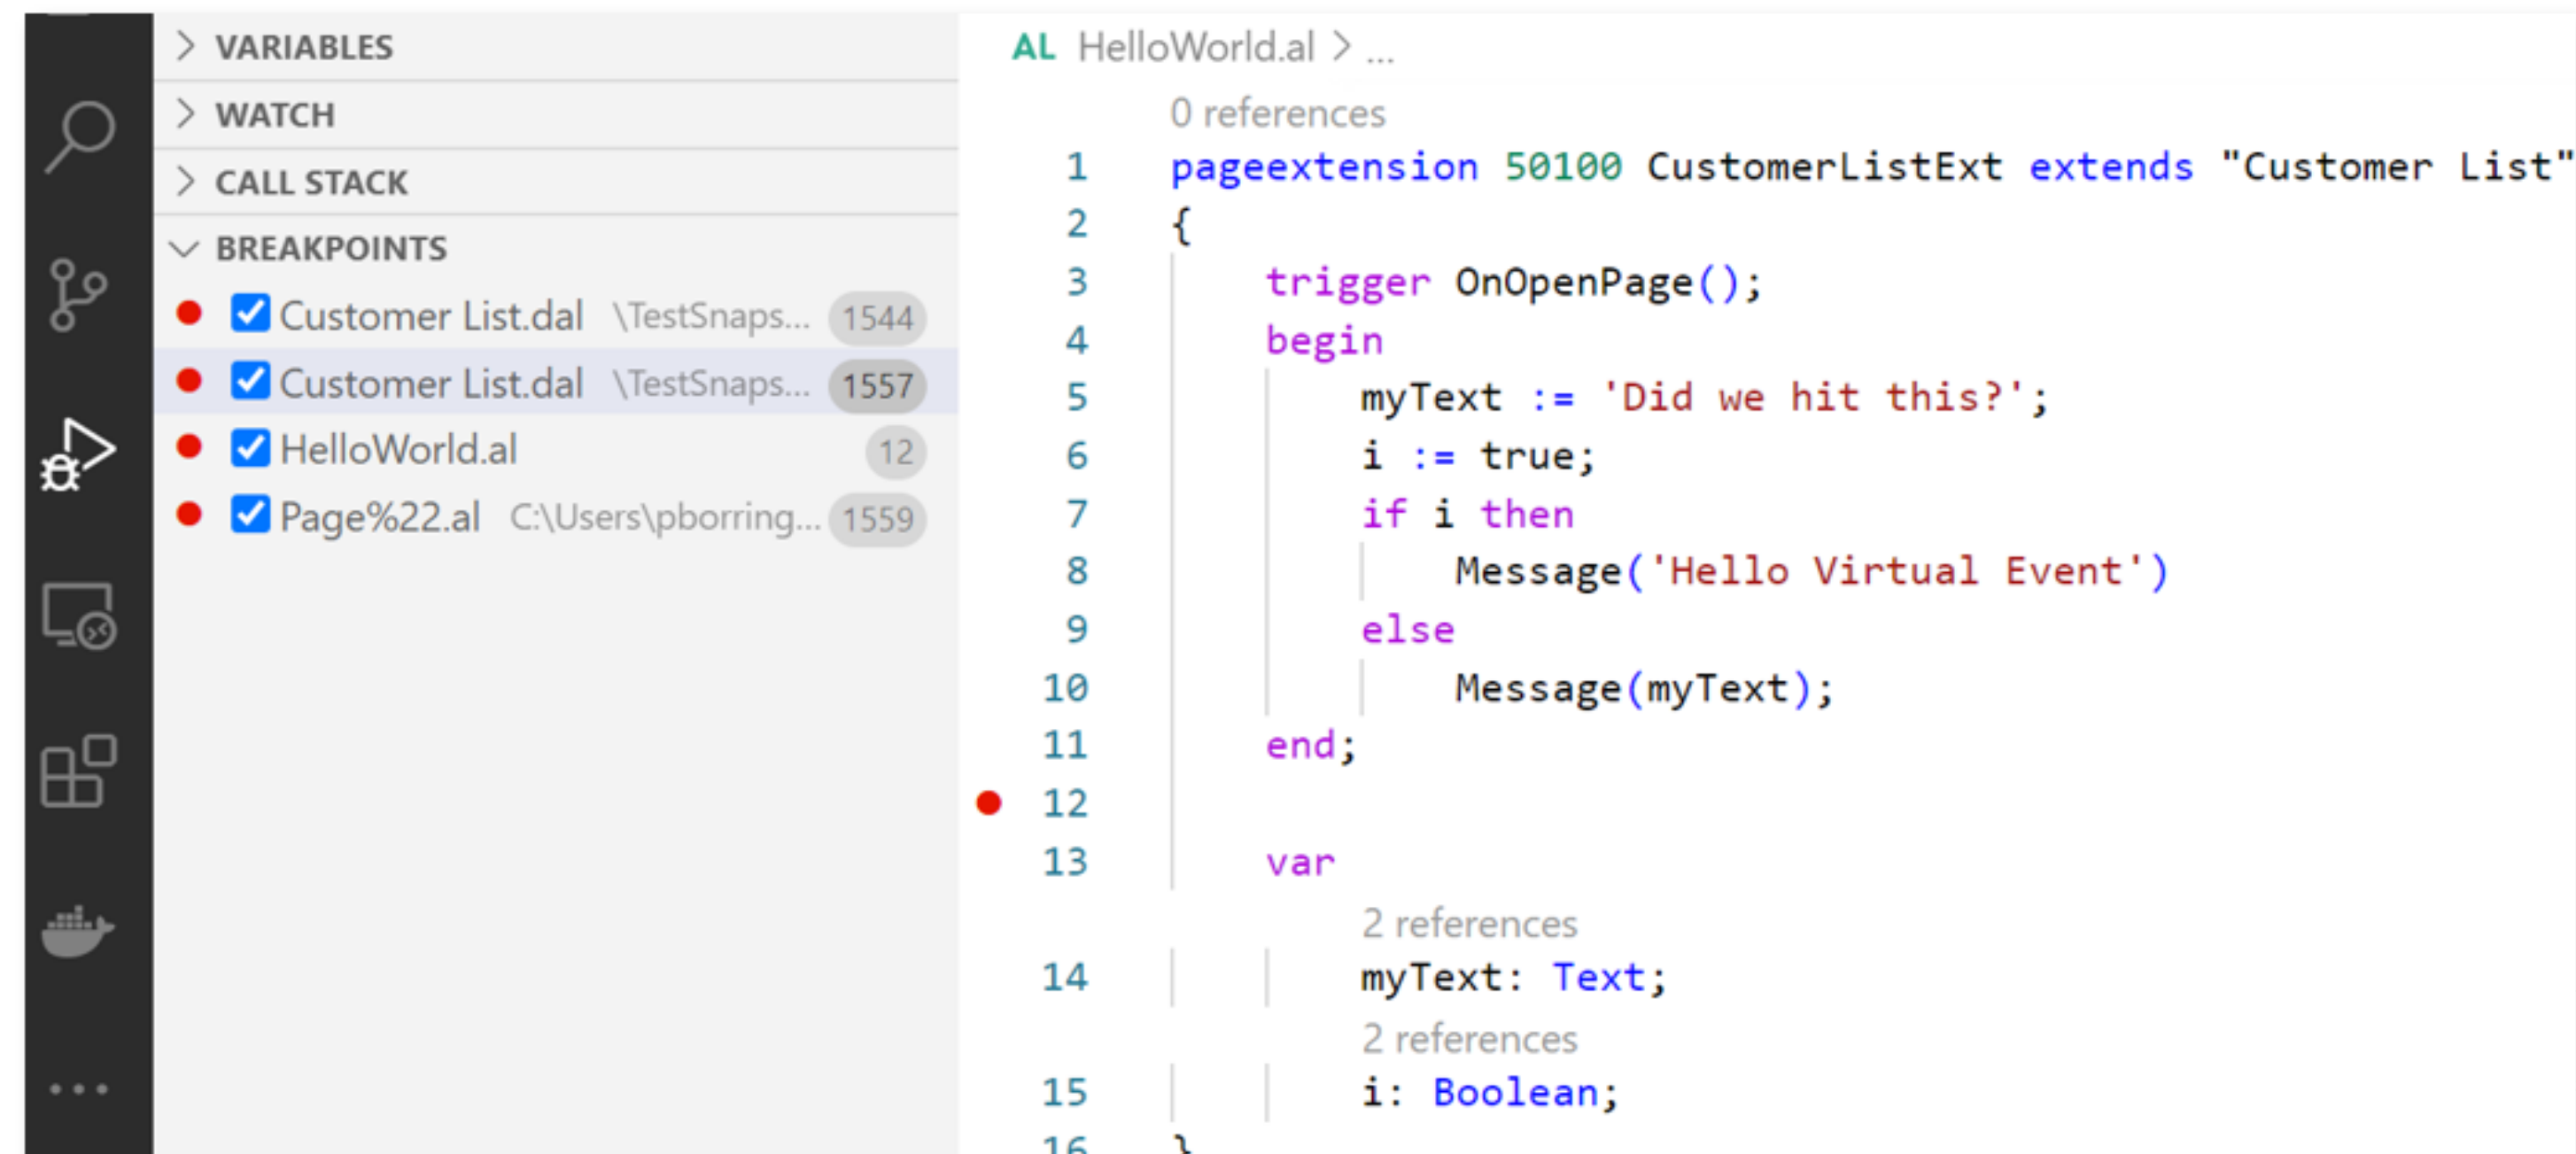 VARIABLES
WATCH
CALL STACK
BREAKPOINTS
Customer List.dal \TestSnaps... 1544
Customer List.dal \TestSnaps... 1557
HelloWorld.al 12
Page%22.al C:\Users\pborring... 1559
AL HelloWorld.al > ...
0 references
1 pageextension 50100 CustomerListExt extends "Customer List"
2 {
3 trigger OnOpenPage();
4 begin
5 myText := 'Did we hit this?';
6 i := true;
7 if i then
8 Message('Hello Virtual Event')
9 else
10 Message(myText);
11 end;
12
13 var
2 references
14 myText: Text;
2 references
15 i: Boolean;
16 }